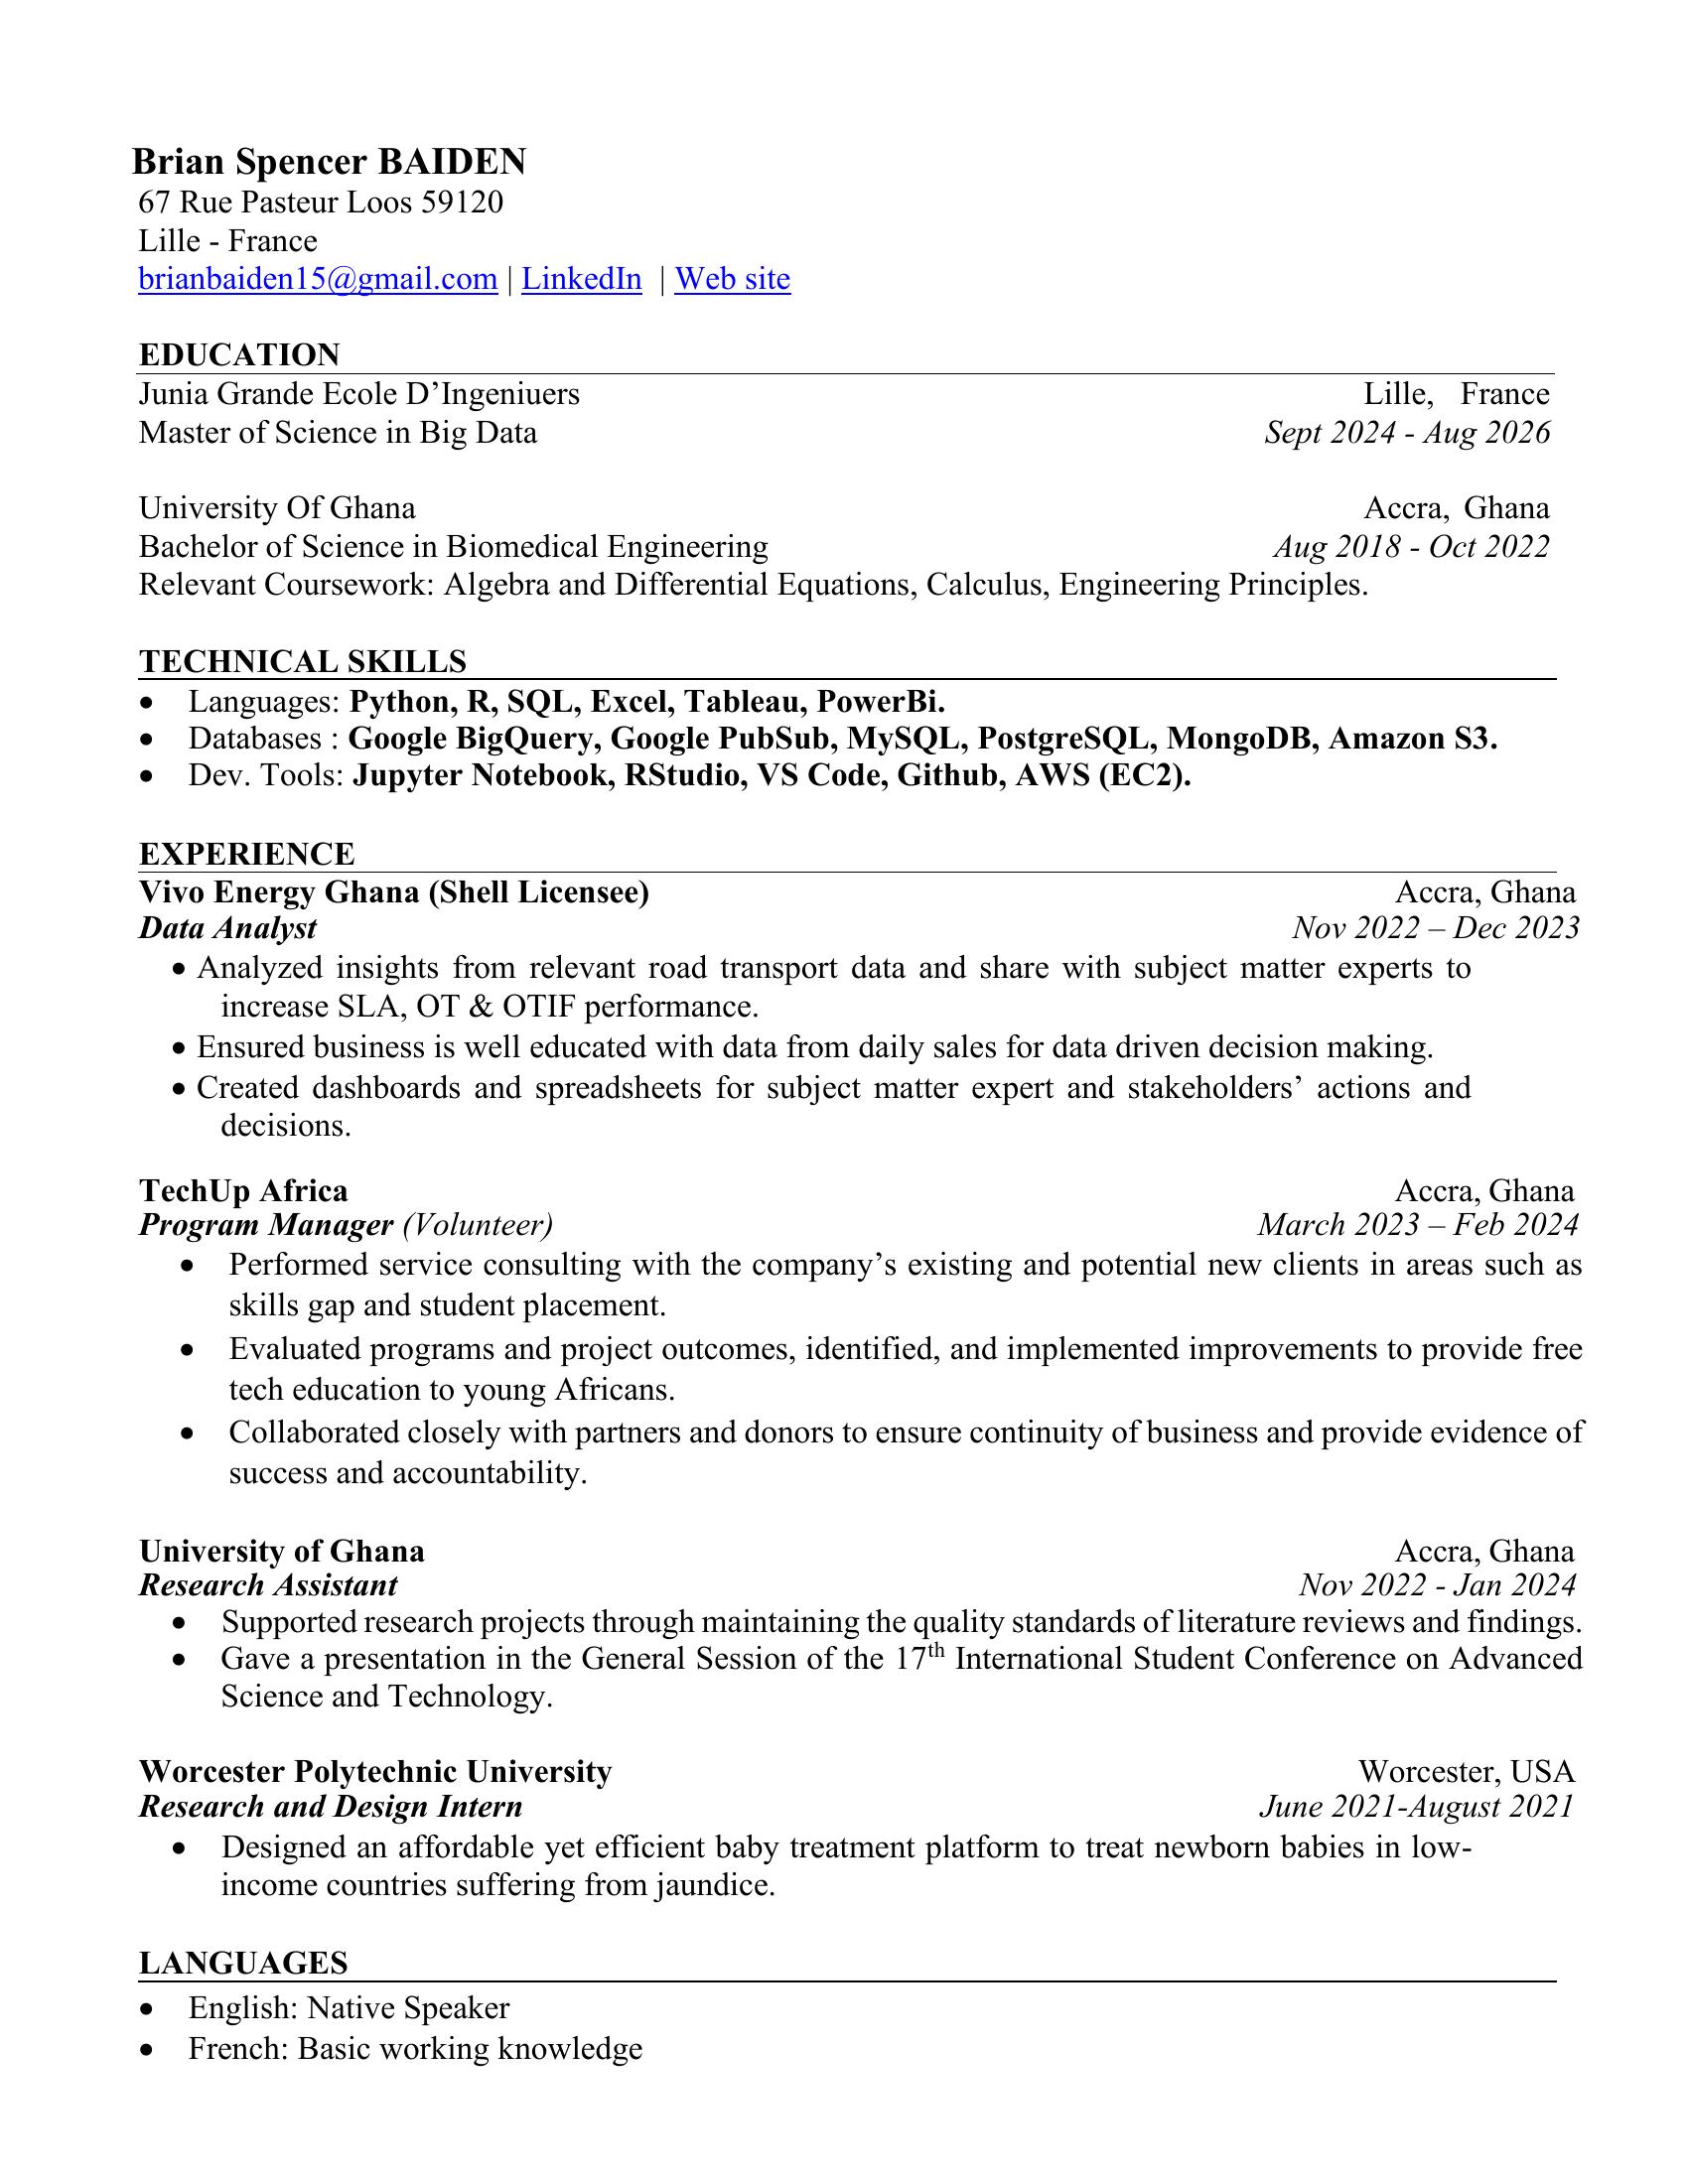 Brian Spencer BAIDEN
67 Rue Pasteur Loos 59120
Lille - France
brianbaiden15@gmail.com | LinkedIn | Web site
EDUCATION
Junia Grande Ecole D’Ingeniuers Lille, France
Master of Science in Big Data Sept 2024 - Aug 2026
University Of Ghana Accra, Ghana
Bachelor of Science in Biomedical Engineering Aug 2018 - Oct 2022
Relevant Coursework: Algebra and Differential Equations, Calculus, Engineering Principles.
TECHNICAL SKILLS
• Languages: Python, R, SQL, Excel, Tableau, PowerBi.
• Databases : Google BigQuery, Google PubSub, MySQL, PostgreSQL, MongoDB, Amazon S3.
• Dev. Tools: Jupyter Notebook, RStudio, VS Code, Github, AWS (EC2).
EXPERIENCE
Vivo Energy Ghana (Shell Licensee) Accra, Ghana
Data Analyst Nov 2022 – Dec 2023
• Analyzed insights from relevant road transport data and share with subject matter experts to
increase SLA, OT & OTIF performance.
• Ensured business is well educated with data from daily sales for data driven decision making.
• Created dashboards and spreadsheets for subject matter expert and stakeholders’ actions and
decisions.
TechUp Africa Accra, Ghana
Program Manager (Volunteer) March 2023 – Feb 2024
• Performed service consulting with the company’s existing and potential new clients in areas such as
skills gap and student placement.
• Evaluated programs and project outcomes, identified, and implemented improvements to provide free
tech education to young Africans.
• Collaborated closely with partners and donors to ensure continuity of business and provide evidence of
success and accountability.
University of Ghana Accra, Ghana
Research Assistant Nov 2022 - Jan 2024
• Supported research projects through maintaining the quality standards of literature reviews and findings.
• Gave a presentation in the General Session of the 17th International Student Conference on Advanced
Science and Technology.
Worcester Polytechnic University Worcester, USA
Research and Design Intern June 2021-August 2021
• Designed an affordable yet efficient baby treatment platform to treat newborn babies in low-
income countries suffering from jaundice.
LANGUAGES
• English: Native Speaker
• French: Basic working knowledge